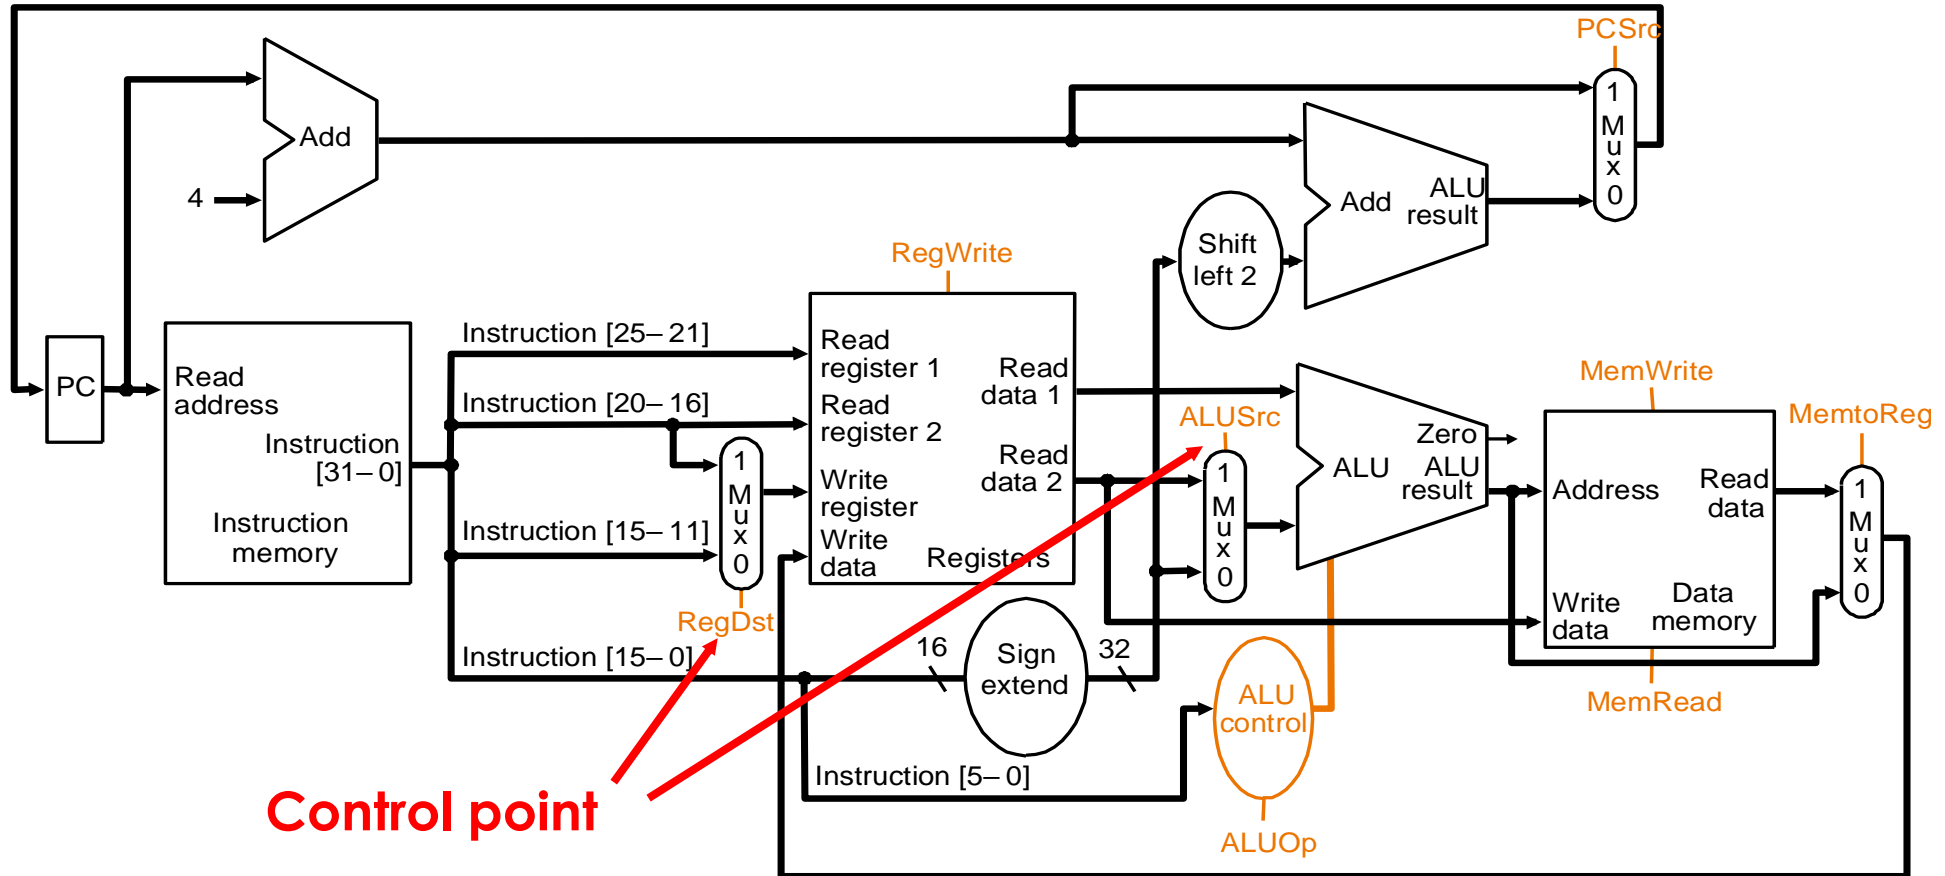 PCSrc
1
M
u
x
0
Add
4
Add
ALU
result
Shift
left 2
RegWrite
PC
Read
address
Instruction
[31–0]
Instruction
memory
Instruction [25–21]
Instruction [20–16]
Instruction [15–11]
Instruction [15–0]
1
M
u
x
0
RegDst
Read
register 1
Read
register 2
Write
register
Write
data
Read
data 1
Read
data 2
Registers
16
Sign
extend
32
ALUSrc
1
M
u
x
0
Zero
ALU
ALU
result
ALU
control
ALUOp
Instruction [5–0]
MemWrite
Address
Read
data
Write
data
Data
memory
MemRead
MemtoReg
1
M
u
x
0
Control point